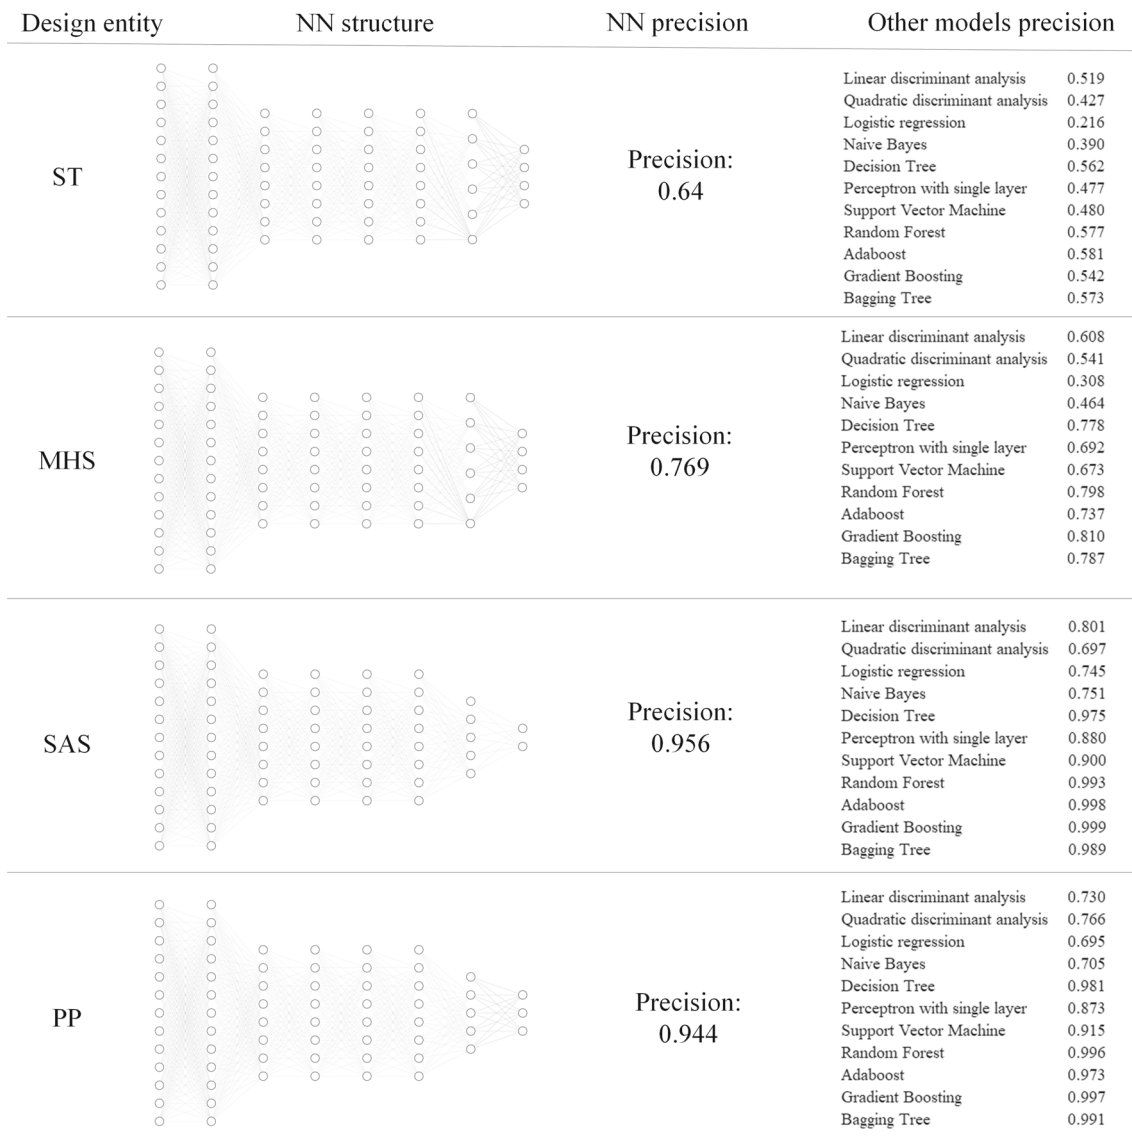 Design entity NN structure NN precision Other models precision
ST
Precision:
0.64
Linear discriminant analysis 0.519
Quadratic discriminant analysis 0.427
Logistic regression 0.216
Naive Bayes 0.390
Decision Tree 0.562
Perceptron with single layer 0.477
Support Vector Machine 0.480
Random Forest 0.577
Adaboost 0.581
Gradient Boosting 0.542
Bagging Tree 0.573
MHS
Precision:
0.769
Linear discriminant analysis 0.608
Quadratic discriminant analysis 0.541
Logistic regression 0.308
Naive Bayes 0.464
Decision Tree 0.778
Perceptron with single layer 0.692
Support Vector Machine 0.673
Random Forest 0.798
Adaboost 0.737
Gradient Boosting 0.810
Bagging Tree 0.787
SAS
Precision:
0.956
Linear discriminant analysis 0.801
Quadratic discriminant analysis 0.697
Logistic regression 0.745
Naive Bayes 0.751
Decision Tree 0.975
Perceptron with single layer 0.880
Support Vector Machine 0.900
Random Forest 0.993
Adaboost 0.998
Gradient Boosting 0.999
Bagging Tree 0.989
PP
Precision:
0.944
Linear discriminant analysis 0.730
Quadratic discriminant analysis 0.766
Logistic regression 0.695
Naive Bayes 0.705
Decision Tree 0.981
Perceptron with single layer 0.873
Support Vector Machine 0.915
Random Forest 0.996
Adaboost 0.973
Gradient Boosting 0.997
Bagging Tree 0.991